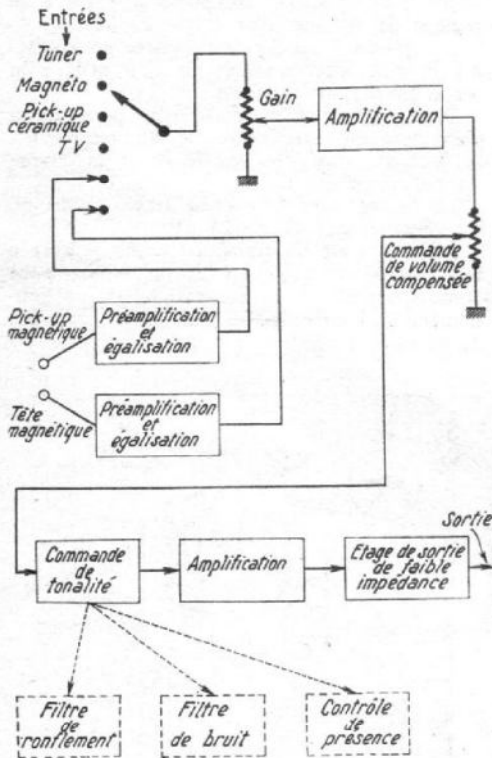 Entrées
Tuner
Magnéto
Pick-up
céramique
TV
Gain
Amplification
Commande
de volume
compensée
Pick-up
magnétique
Préamplification
et
égalisation
Tête
magnétique
Préamplification
et
égalisation
Commande
de
tonalité
Amplification
Etage de sortie
de faible
impédance
Sortie
Filtre
de
ronflement
Filtre
de bruit
Contrôle
de
présence